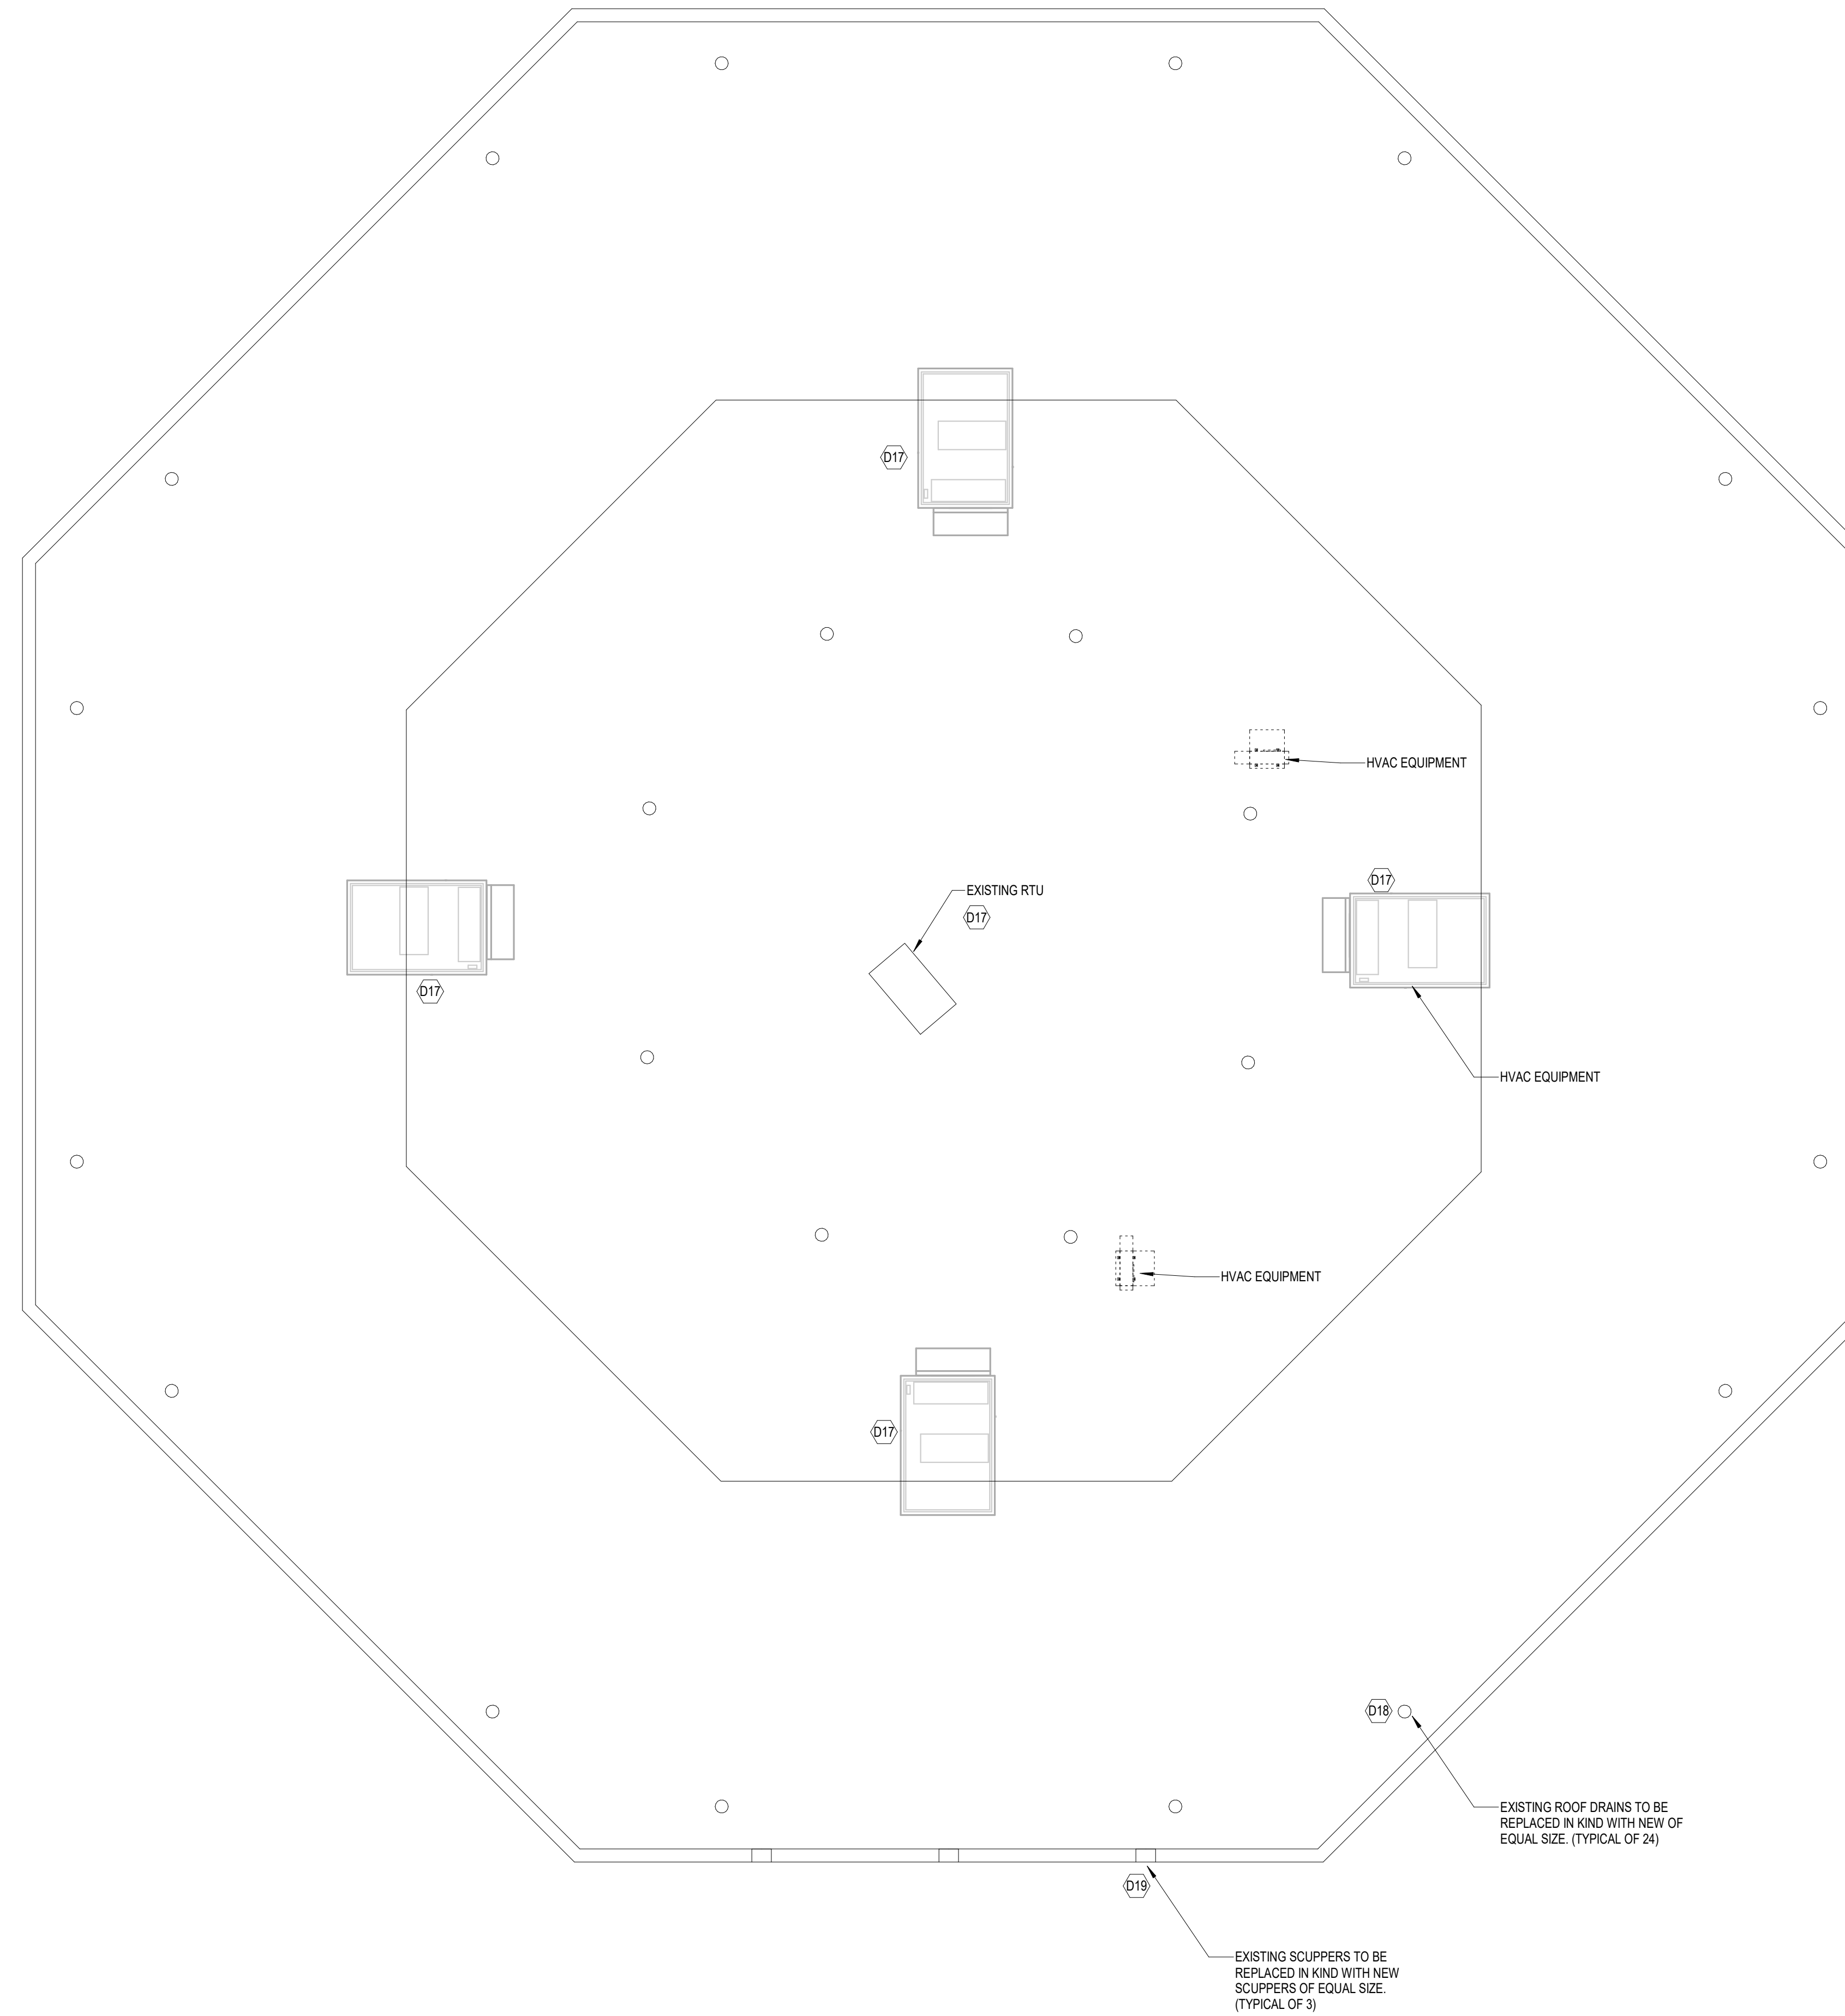 D17
HVAC EQUIPMENT
D17
EXISTING RTU
D17
D17
HVAC EQUIPMENT
HVAC EQUIPMENT
D17
D18
EXISTING ROOF DRAINS TO BE
REPLACED IN KIND WITH NEW OF
EQUAL SIZE. (TYPICAL OF 24)
D19
EXISTING SCUPPERS TO BE
REPLACED IN KIND WITH NEW
SCUPPERS OF EQUAL SIZE.
(TYPICAL OF 3)